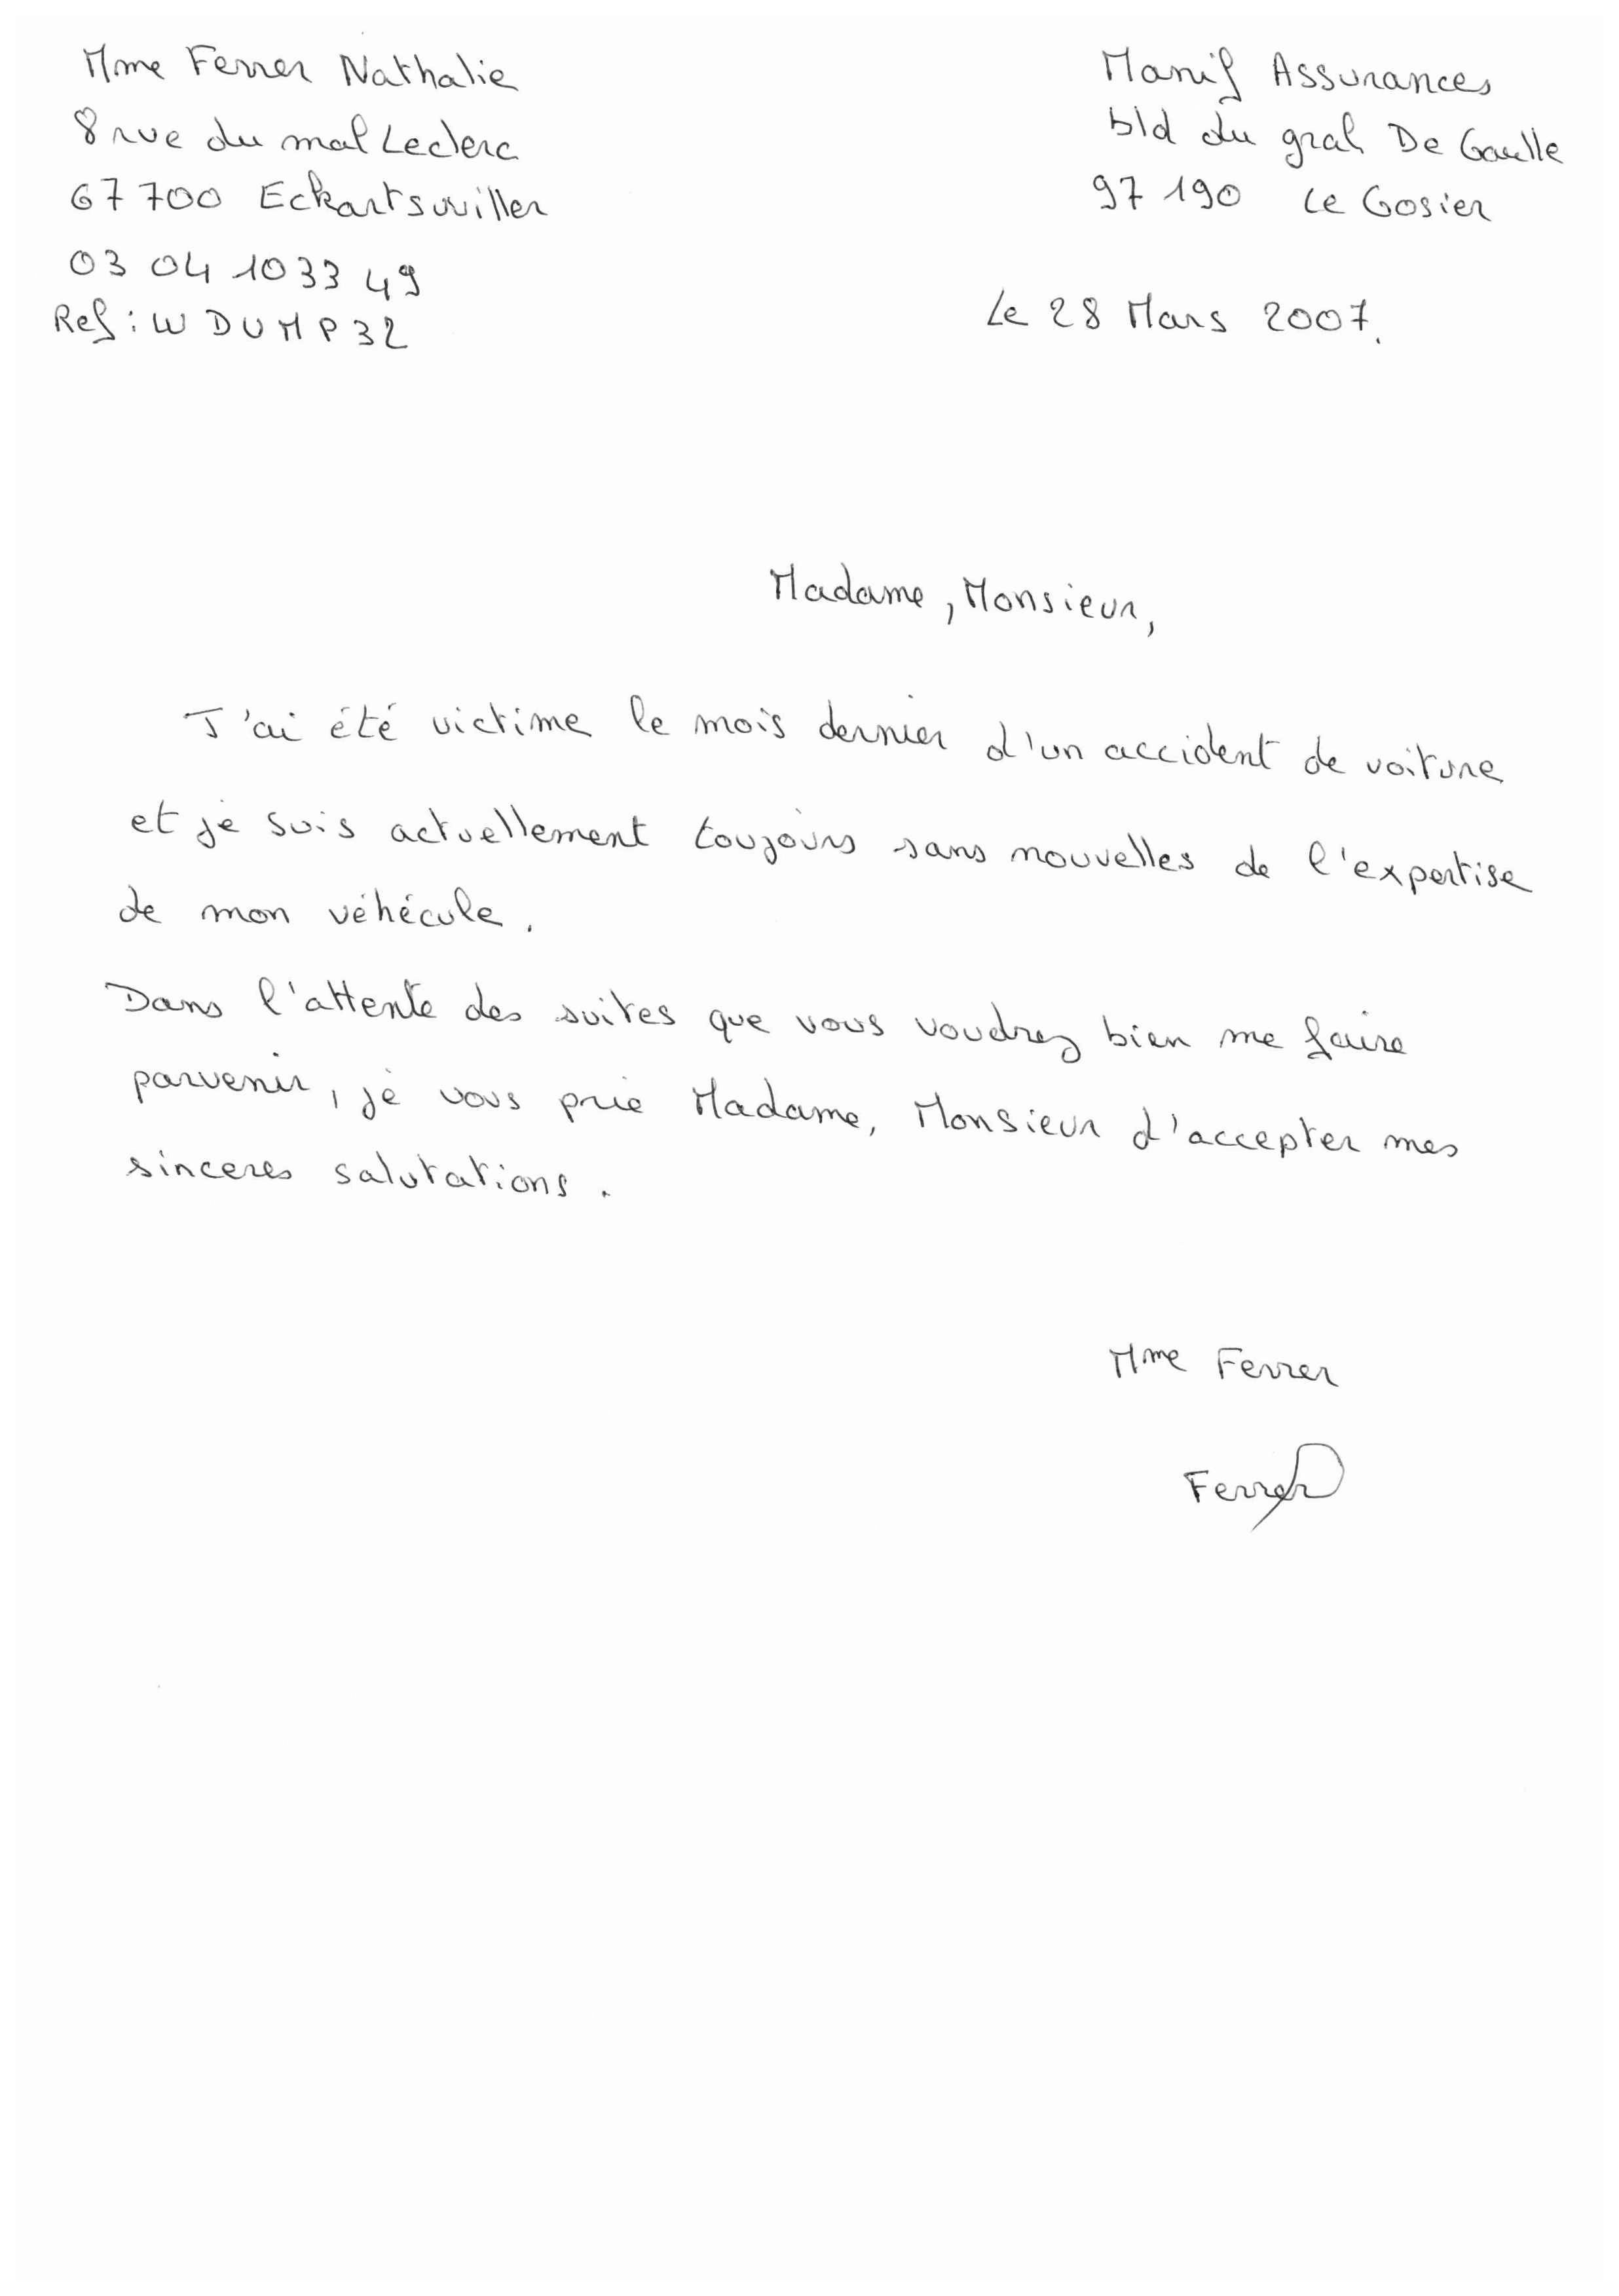 Mme Ferrer Nathalie
8 rue du mal Leclerc
67700 Eckartswiller
03 04 10 33 49
Ref : WDUMP32
Manif Assurances
bld du gral De Gaulle
97190 Le Gosier
Le 28 Mars 2007.
Madame, Monsieur,
J'ai été victime le mois dernier d'un accident de voiture
et je suis actuellement toujours sans nouvelles de l'expertise
de mon véhécule.
Dans l'attente des suites que vous voudrez bien me faire
parvenir, je vous prie Madame, Monsieur d'accepter mes
sinceres salutations.
Mme Ferrer
Ferrer